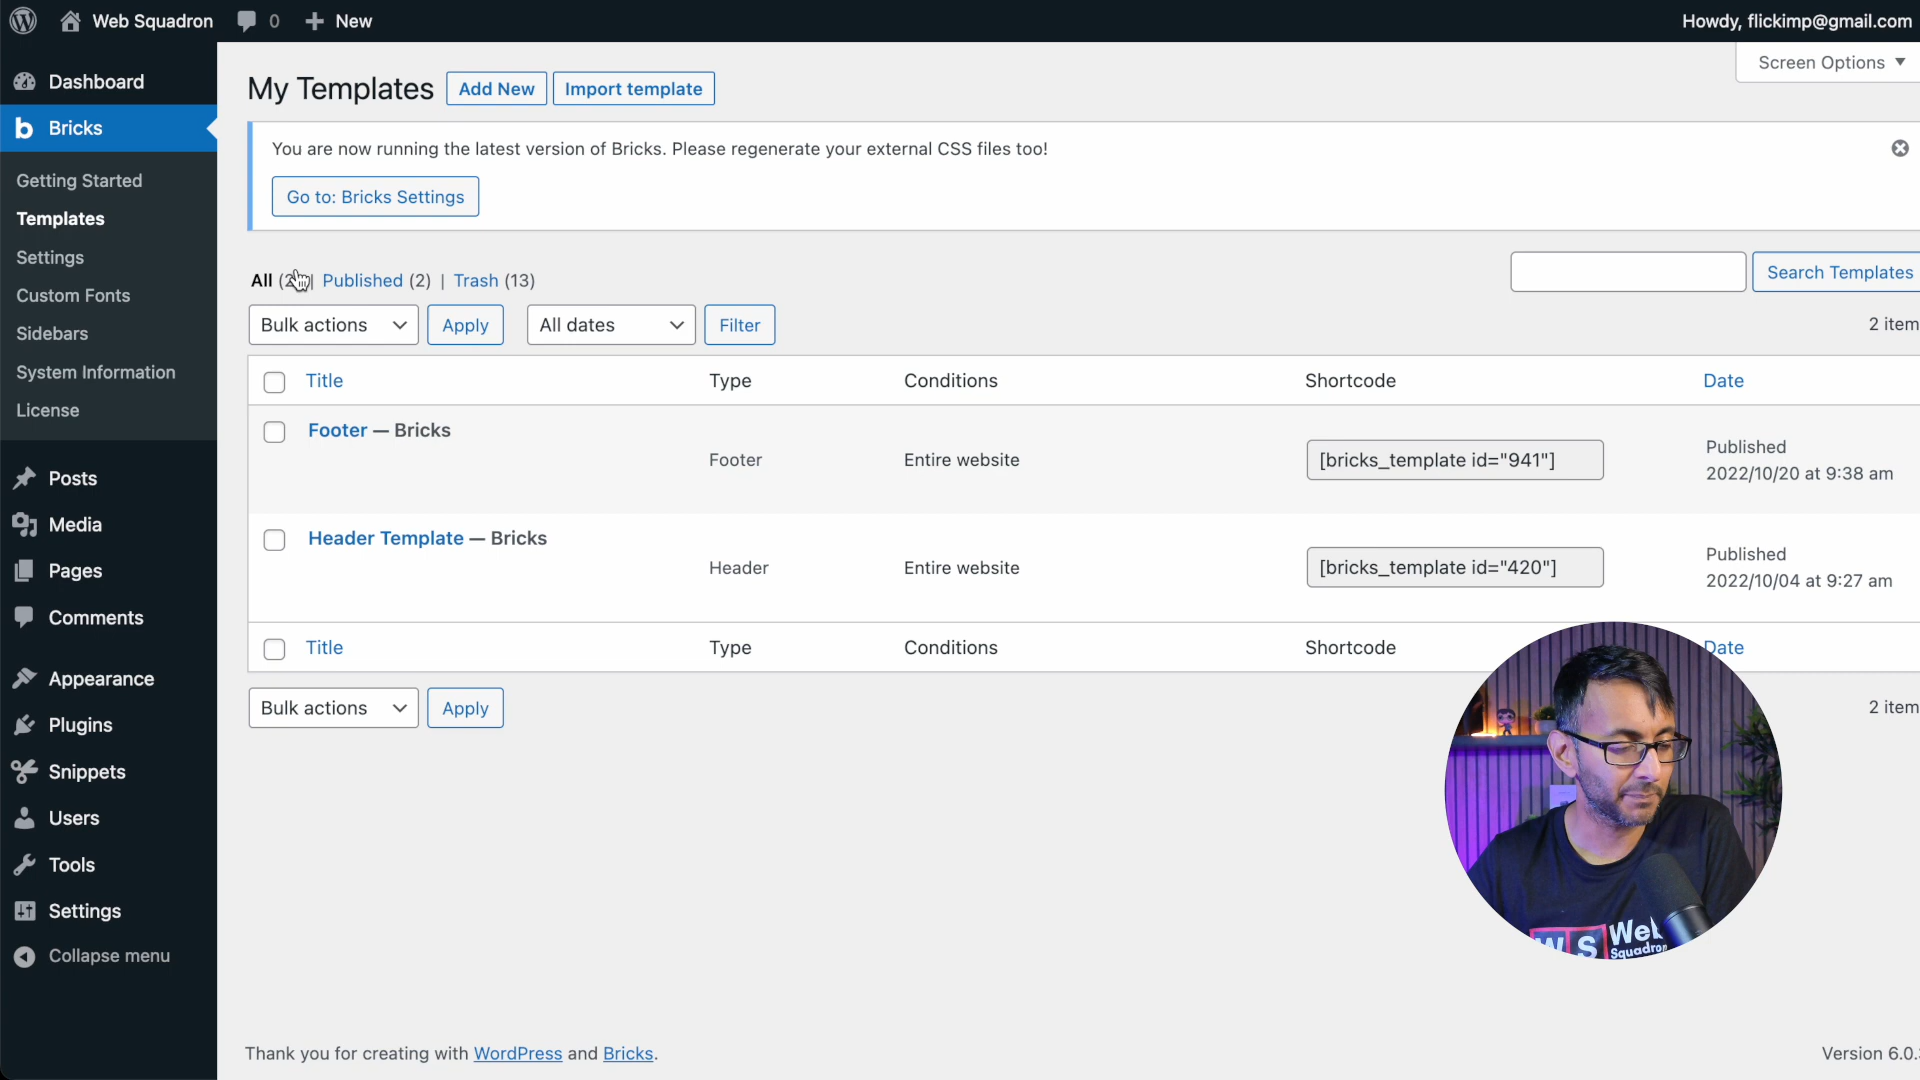 Web Squadron
0
New
Howdy, flickimp@gmail.com
Screen Options
Dashboard
Bricks
Getting Started
Templates
Settings
Custom Fonts
Sidebars
System Information
License
Posts
Media
Pages
Comments
Appearance
Plugins
Snippets
Users
Tools
Settings
Collapse menu
My Templates
Add New
Import template
You are now running the latest version of Bricks. Please regenerate your external CSS files too!
Go to: Bricks Settings
All (2) | Published (2) | Trash (13)
Search Templates
Bulk actions
Apply
All dates
Filter
2 item
Title Type Conditions Shortcode Date
Footer — Bricks
Footer
Entire website
[bricks_template id="941"]
Published
2022/10/20 at 9:38 am
Header Template — Bricks
Header
Entire website
[bricks_template id="420"]
Published
2022/10/04 at 9:27 am
Title Type Conditions Shortcode Date
Bulk actions
Apply
2 item
WS Web
Squadron
Thank you for creating with WordPress and Bricks.
Version 6.0.